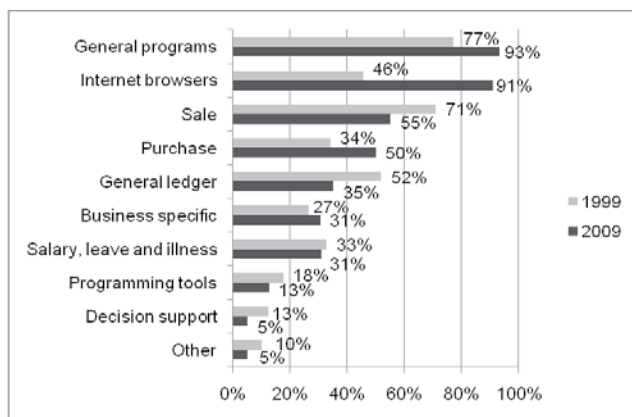 General programs 77%
93%
Internet browsers 46%
91%
Sale 71%
55%
Purchase 34%
50%
General ledger 52%
35%
Business specific 27%
31%
Salary, leave and illness 33%
31%
Programming tools 18%
13%
Decision support 13%
5%
Other 10%
5%
0% 20% 40% 60% 80% 100%
1999
2009